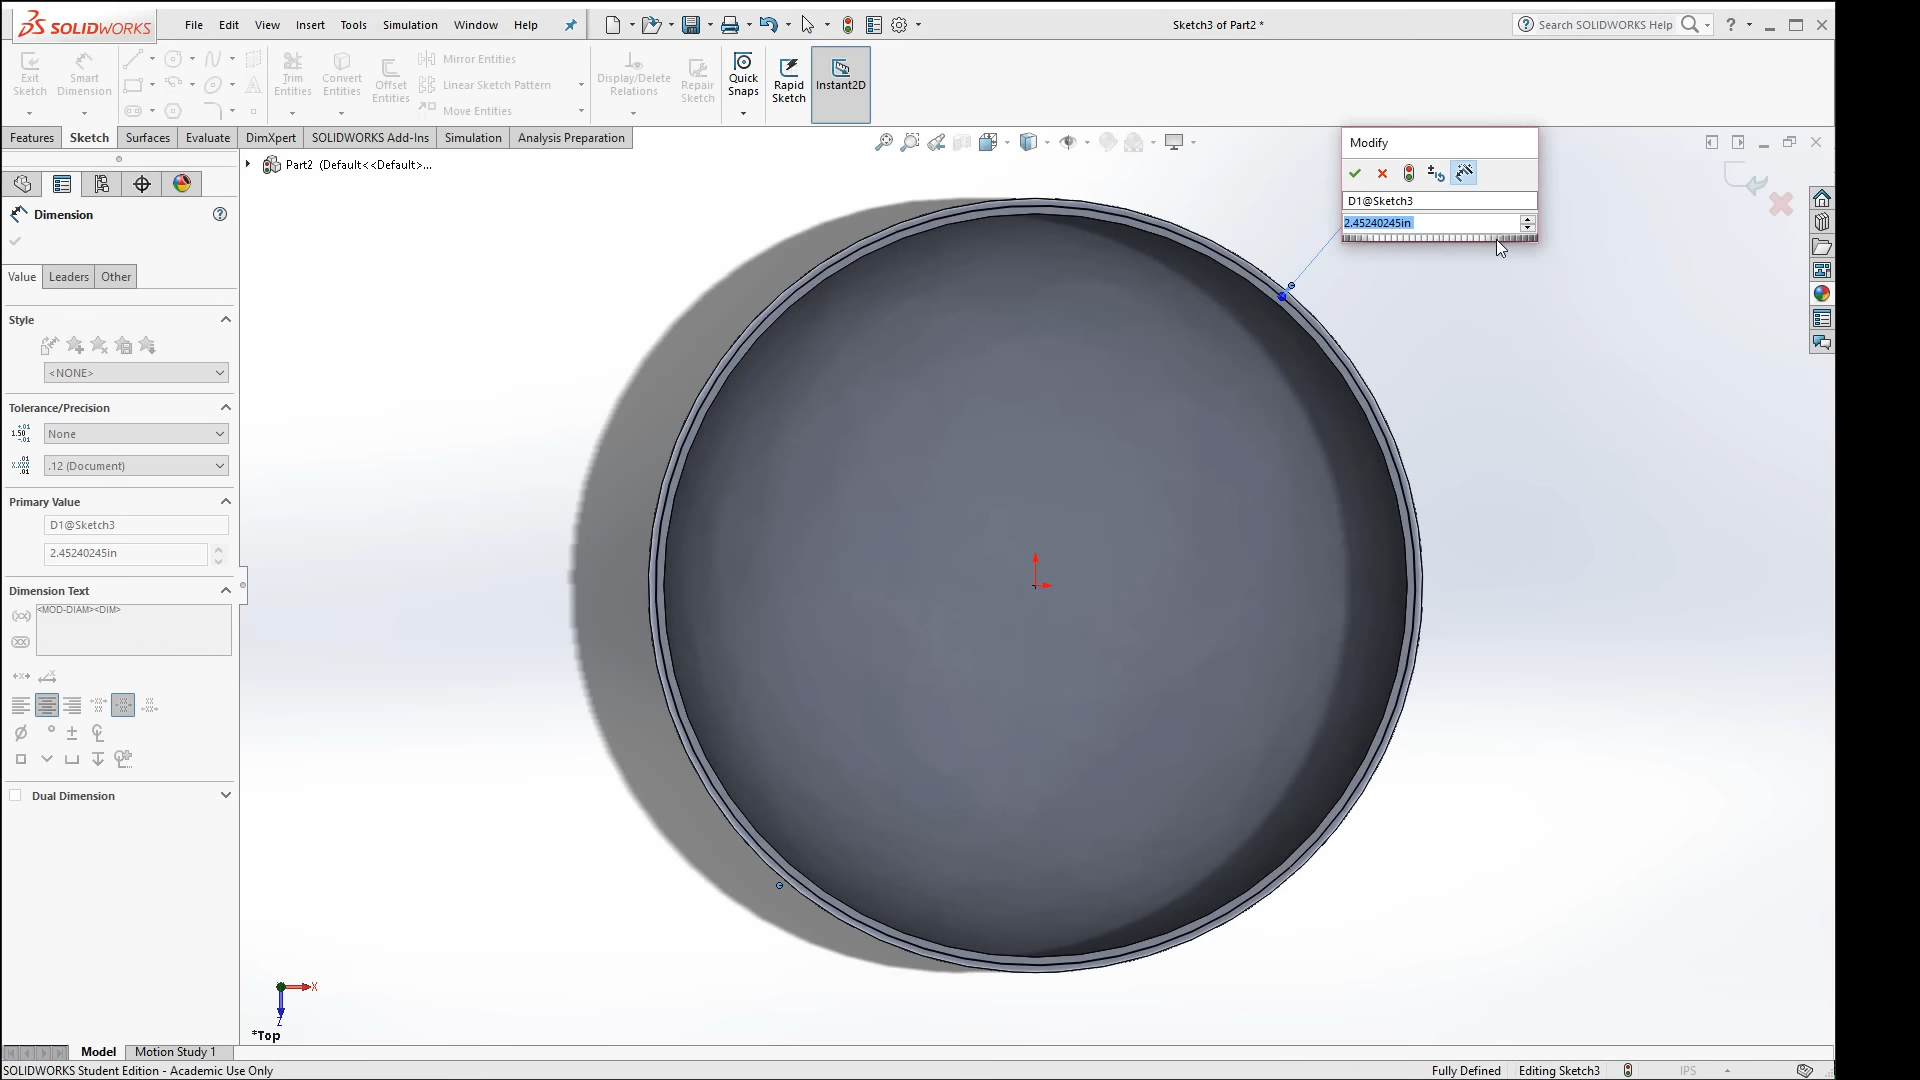 SOLIDWORKS
File Edit View Insert Tools Simulation Window Help
Sketch3 of Part2 *
Search SOLIDWORKS Help
Exit Sketch
Smart Dimension
Trim Entities
Convert Entities
Offset Entities
Mirror Entities
Linear Sketch Pattern
Move Entities
Display/Delete Relations
Repair Sketch
Quick Snaps
Rapid Sketch
Instant2D
Features Sketch Surfaces Evaluate DimXpert SOLIDWORKS Add-Ins Simulation Analysis Preparation
Part2 (Default<<Default>...
Modify
D1@Sketch3
2.45240245in
Dimension
Value Leaders Other
Style
<NONE>
Tolerance/Precision
None
.12 (Document)
Primary Value
D1@Sketch3
2.45240245in
Dimension Text
<MOD-DIAM><DIM>
Dual Dimension
X
Z
*Top
Model Motion Study 1
SOLIDWORKS Student Edition - Academic Use Only
Fully Defined Editing Sketch3 IPS